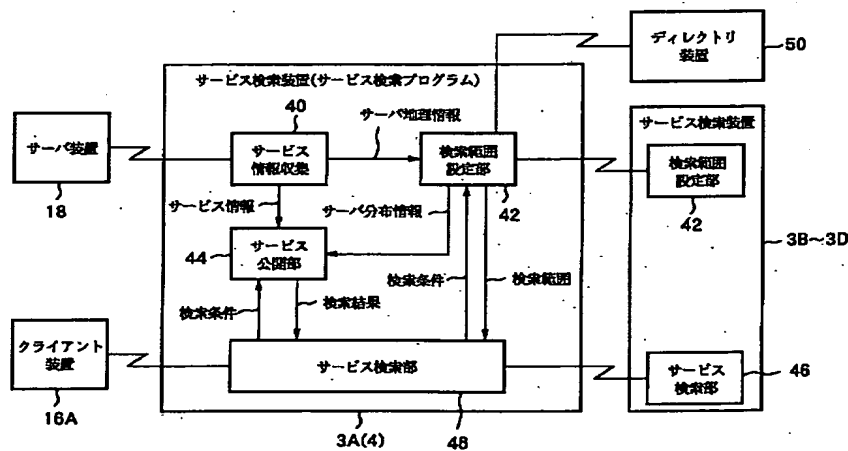 ディレクトリ
装置
50
サービス検索装置(サービス検索プログラム)
40
サーバ地理情報
サービス検索装置
サーバ装置
サービス
情報収集
検索範囲
設定部
検索範囲
設定部
18
サービス情報
サーバ分布情報
42
42
44
サービス
公開部
3B~3D
検索条件
検索範囲
検索条件
検索結果
クライアント
装置
サービス検索部
サービス
検索部
46
16A
3A(4)
48